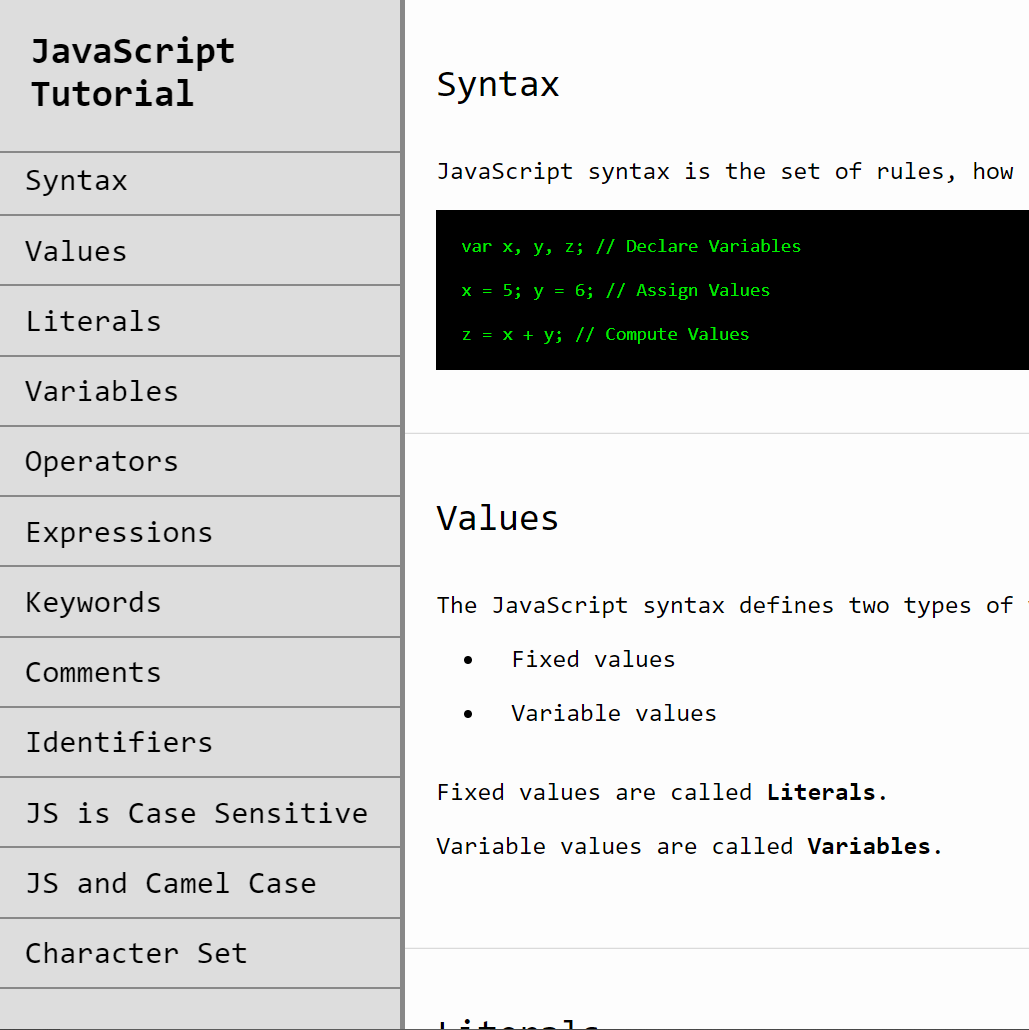 JavaScript
Tutorial
Syntax
Values
Literals
Variables
Operators
Expressions
Keywords
Comments
Identifiers
JS is Case Sensitive
JS and Camel Case
Character Set
Syntax
JavaScript syntax is the set of rules, how
var x, y, z; // Declare Variables
x = 5; y = 6; // Assign Values
z = x + y; // Compute Values
Values
The JavaScript syntax defines two types of
• Fixed values
• Variable values
Fixed values are called Literals.
Variable values are called Variables.
Literals